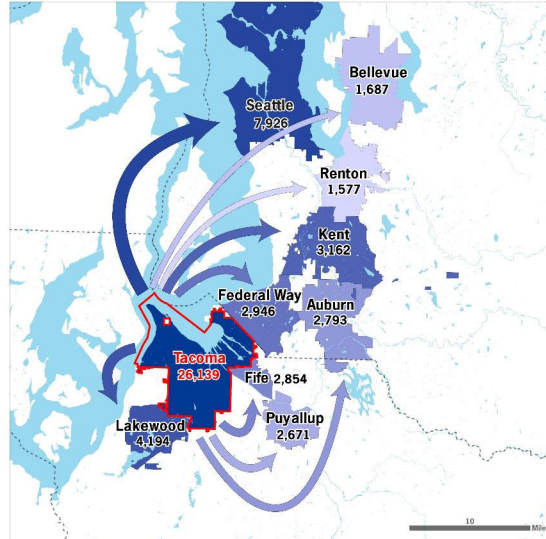 Bellevue
1,687
Seattle
7,926
Renton
1,577
Kent
3,162
Federal Way
2,946
Auburn
2,793
Tacoma
26,139
Fife 2,854
Lakewood
4,194
Puyallup
2,671
10
Mile